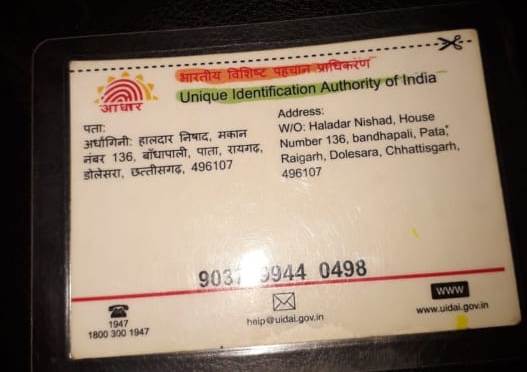 भारतीय विशिष्ट पहचान प्राधिकरण
Unique Identification Authority of India
आधार
पता:
अर्धांगिनी: हालदार निषाद, मकान
नंबर 136, बाँधापाली, पाता, रायगढ़,
डोलेसरा, छत्तीसगढ़, 496107
Address:
W/O: Haladar Nishad, House
Number 136, bandhapali, Pata,
Raigarh, Dolesara, Chhattisgarh,
496107
9944 0498
1947
1800 300 1947
help@uidai.gov.in
WWW
www.uidai.gov.in